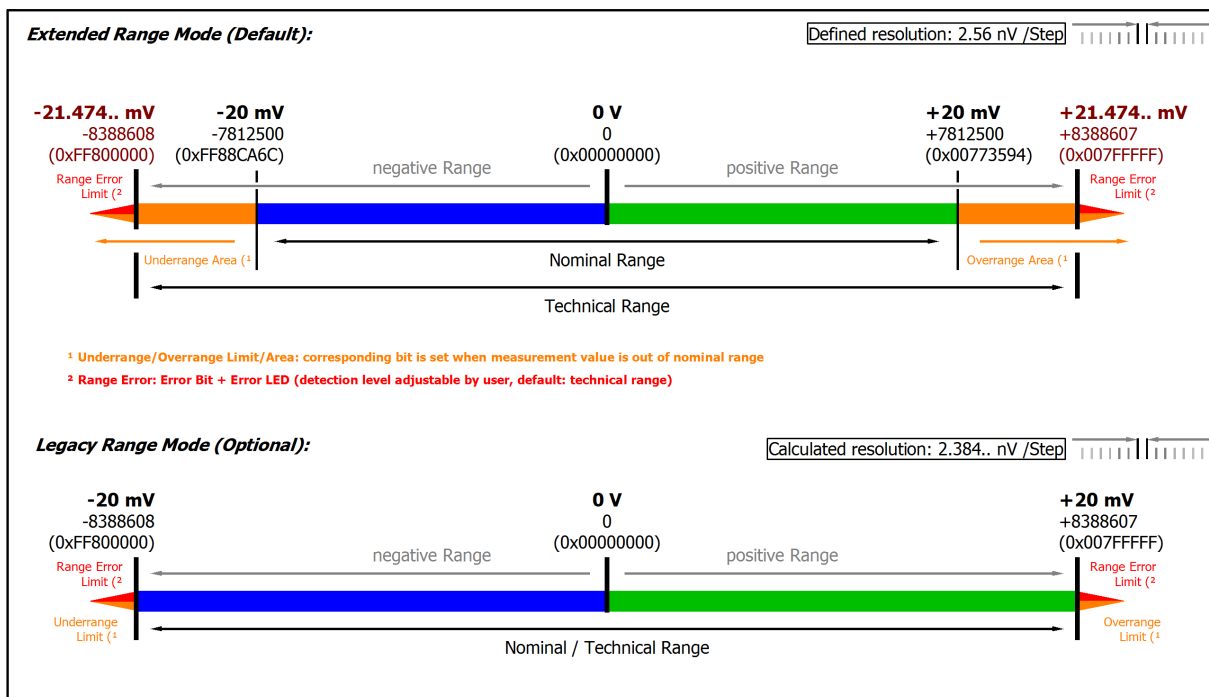 Extended Range Mode (Default):
Defined resolution: 2.56 nV /Step
-21.474.. mV
-8388608
(0xFF800000)
-20 mV
-7812500
(0xFF88CA6C)
0 V
0
(0x00000000)
+20 mV
+7812500
(0x00773594)
+21.474.. mV
+8388607
(0x007FFFFF)
Range Error
Limit (²
negative Range
positive Range
Range Error
Limit (²
Underrange Area (¹
Nominal Range
Overrange Area (¹
Technical Range
¹ Underrange/Overrange Limit/Area: corresponding bit is set when measurement value is out of nominal range
² Range Error: Error Bit + Error LED (detection level adjustable by user, default: technical range)
Legacy Range Mode (Optional):
Calculated resolution: 2.384.. nV /Step
-20 mV
-8388608
(0xFF800000)
0 V
0
(0x00000000)
+20 mV
+8388607
(0x007FFFFF)
Range Error
Limit (²
negative Range
positive Range
Range Error
Limit (²
Underrange
Limit (¹
Overrange
Limit (¹
Nominal / Technical Range